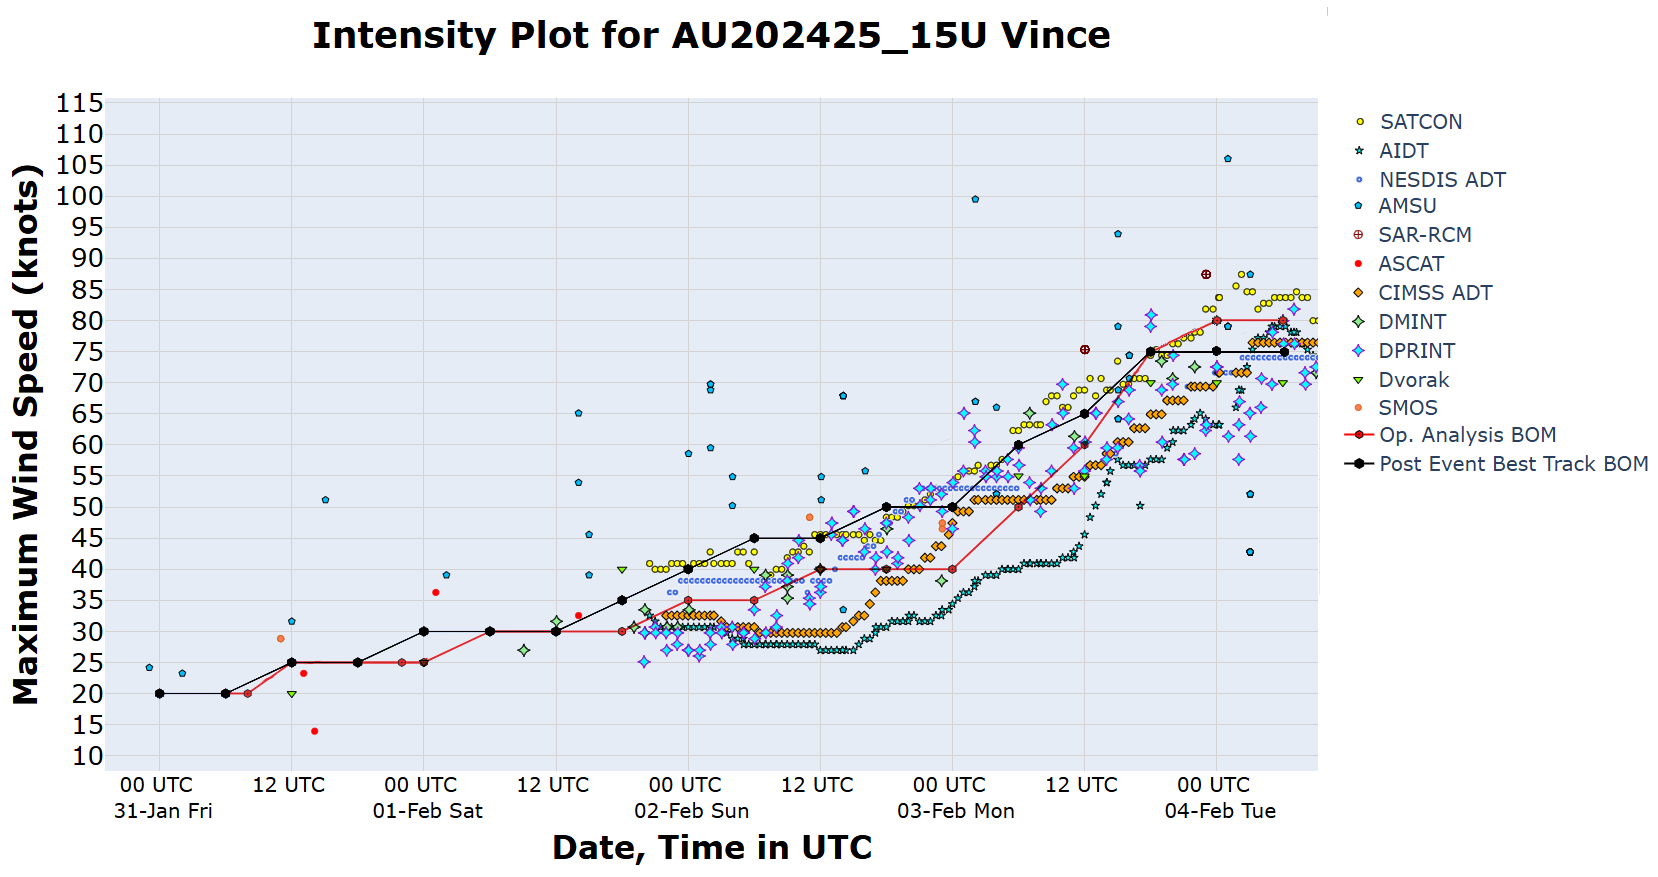 Intensity Plot for AU202425_15U Vince
Maximum Wind Speed (knots)
115
110
105
100
95
90
85
80
75
70
65
60
55
50
45
40
35
30
25
20
15
10
00 UTC 12 UTC 00 UTC 12 UTC 00 UTC 12 UTC 00 UTC 12 UTC 00 UTC
31-Jan Fri 01-Feb Sat 02-Feb Sun 03-Feb Mon 04-Feb Tue
Date, Time in UTC
SATCON
AIDT
NESDIS ADT
AMSU
SAR-RCM
ASCAT
CIMSS ADT
DMINT
DPRINT
Dvorak
SMOS
Op. Analysis BOM
Post Event Best Track BOM